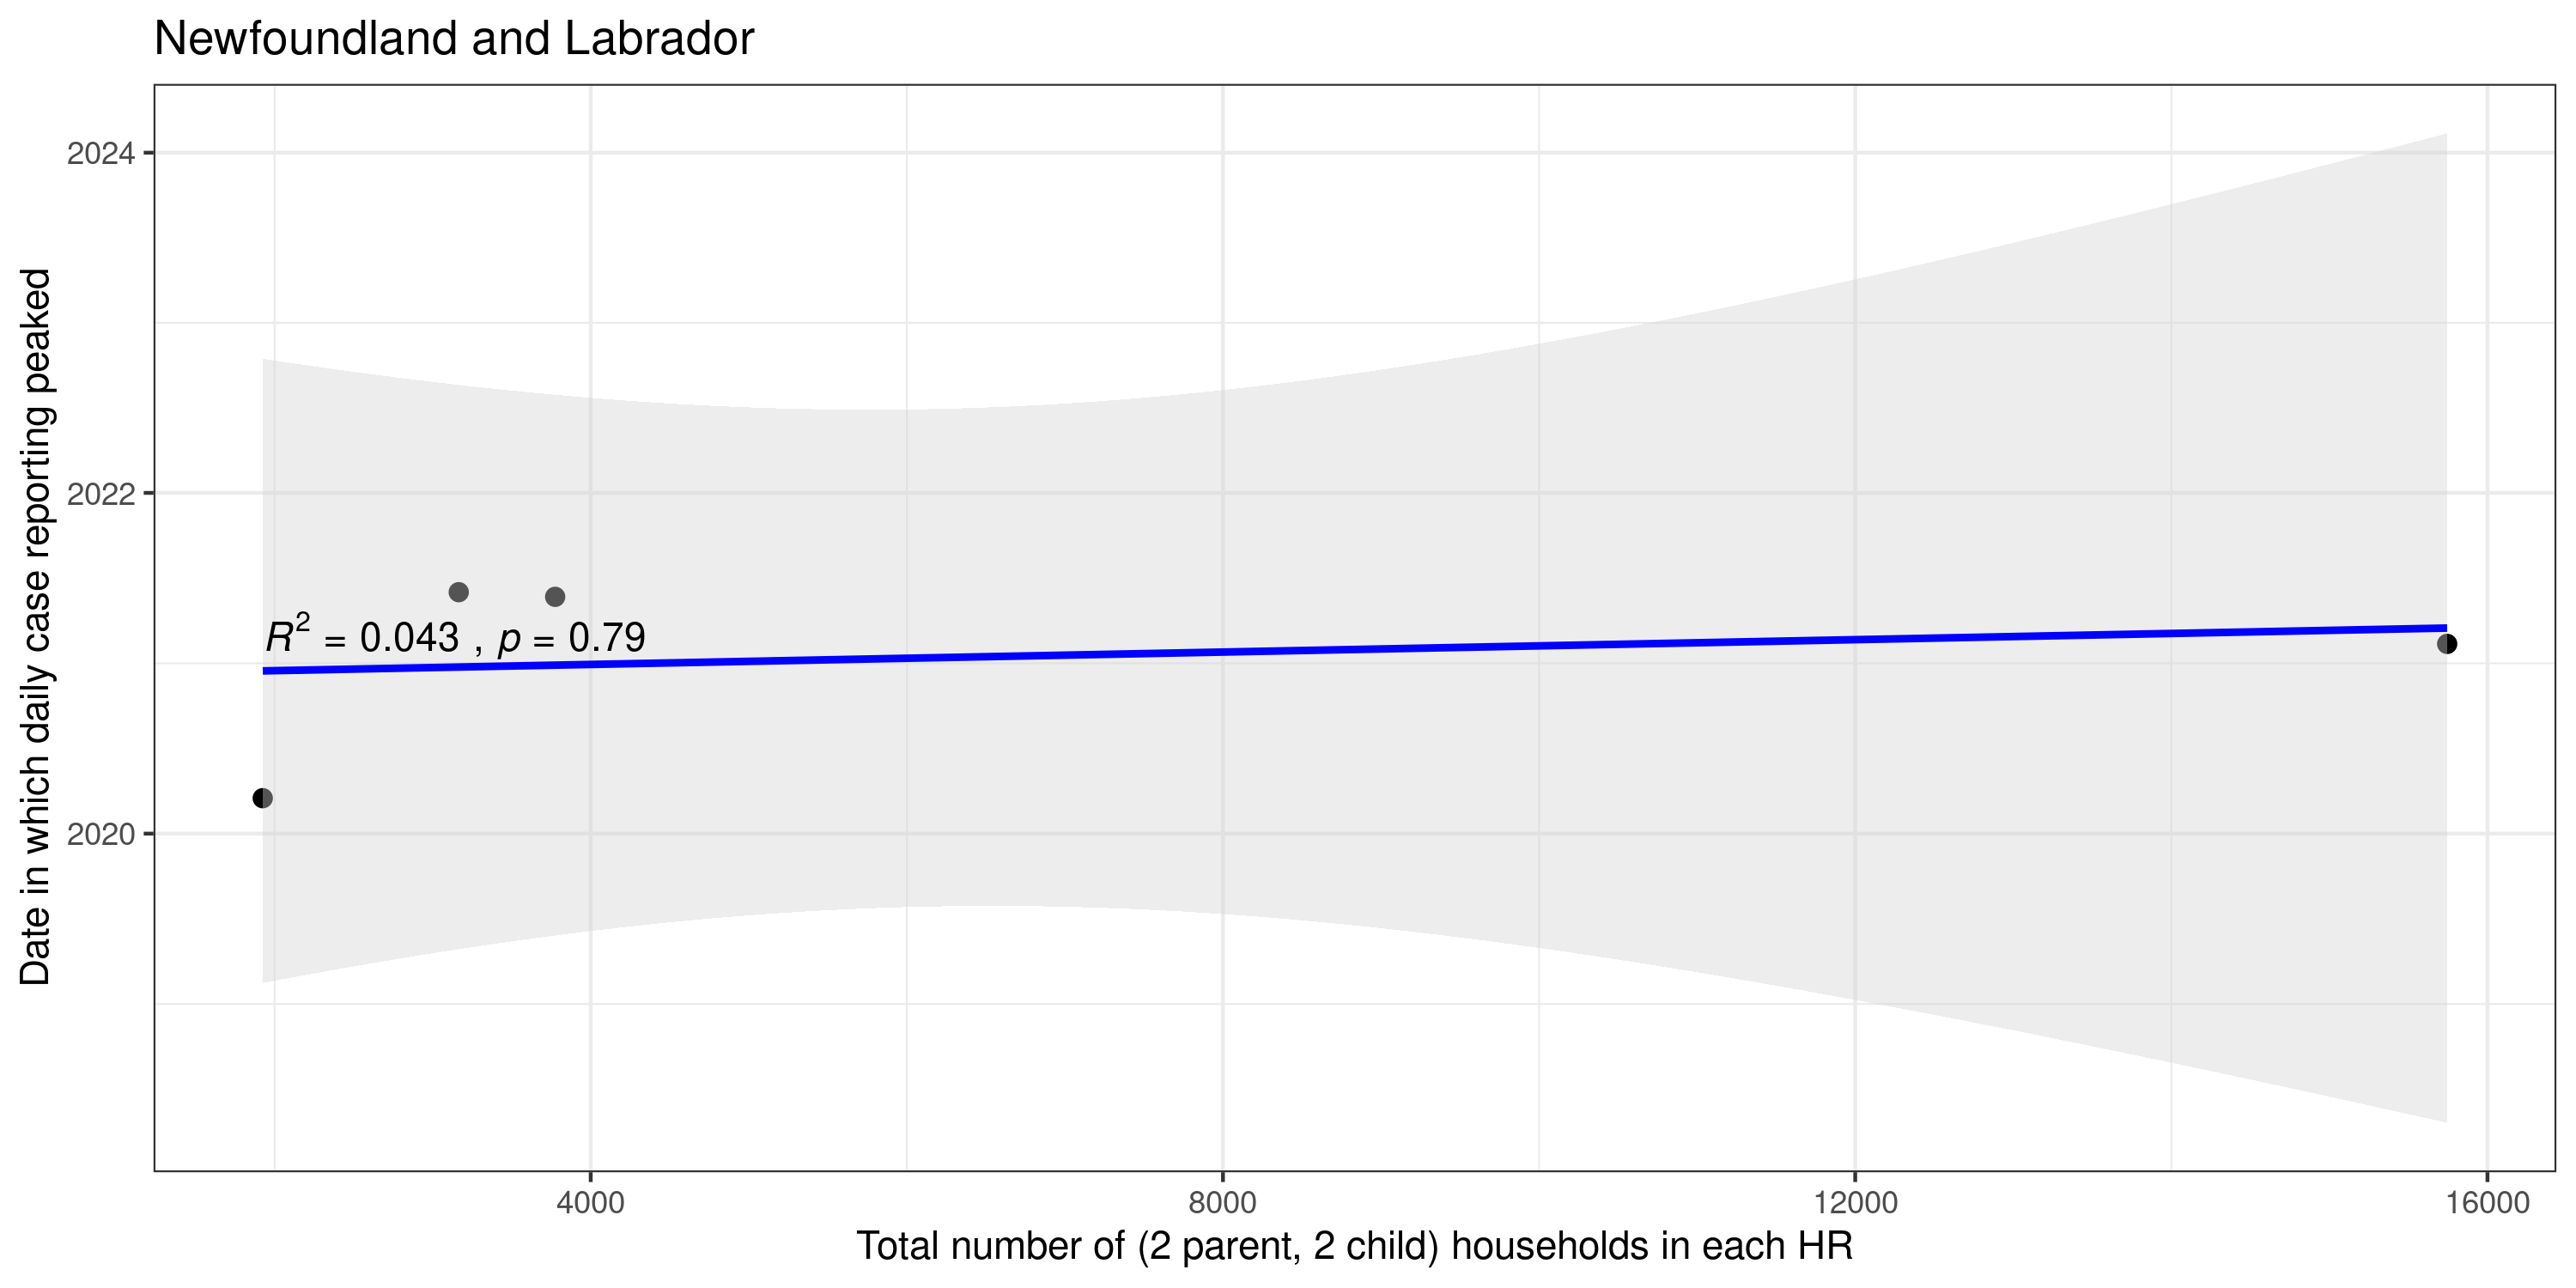 Newfoundland and Labrador
Date in which daily case reporting peaked
2024
2022
2020
R² = 0.043 , p = 0.79
4000 8000 12000 16000
Total number of (2 parent, 2 child) households in each HR